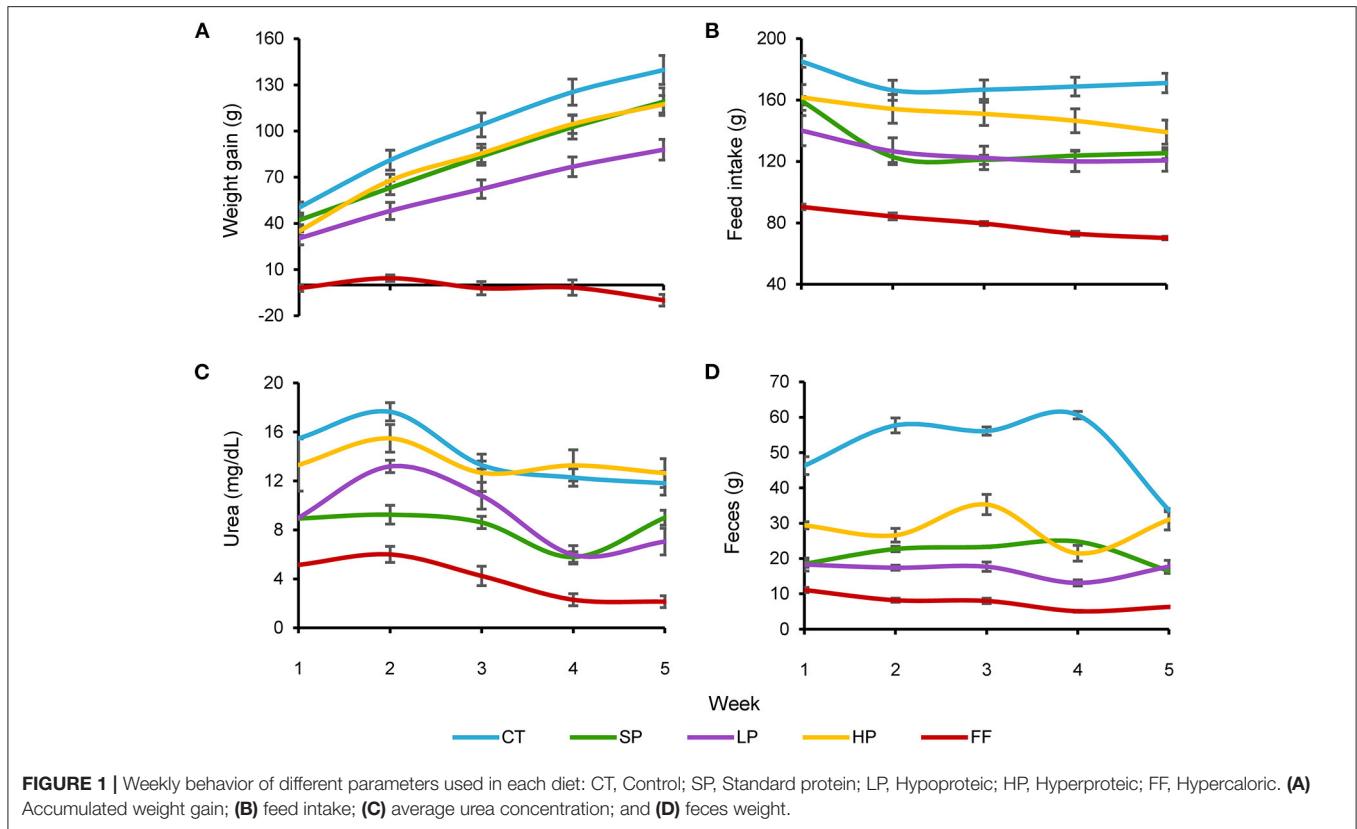 A
160
130
100
70
40
10
-20
Weight gain (g)
B
200
160
120
80
40
Feed intake (g)
C
20
16
12
8
4
0
Urea (mg/dL)
1 2 3 4 5
D
70
60
50
40
30
20
10
0
Feces (g)
1 2 3 4 5
Week
CT SP LP HP FF
FIGURE 1 | Weekly behavior of different parameters used in each diet: CT, Control; SP, Standard protein; LP, Hypoproteic; HP, Hyperproteic; FF, Hypercaloric. (A)
Accumulated weight gain; (B) feed intake; (C) average urea concentration; and (D) feces weight.